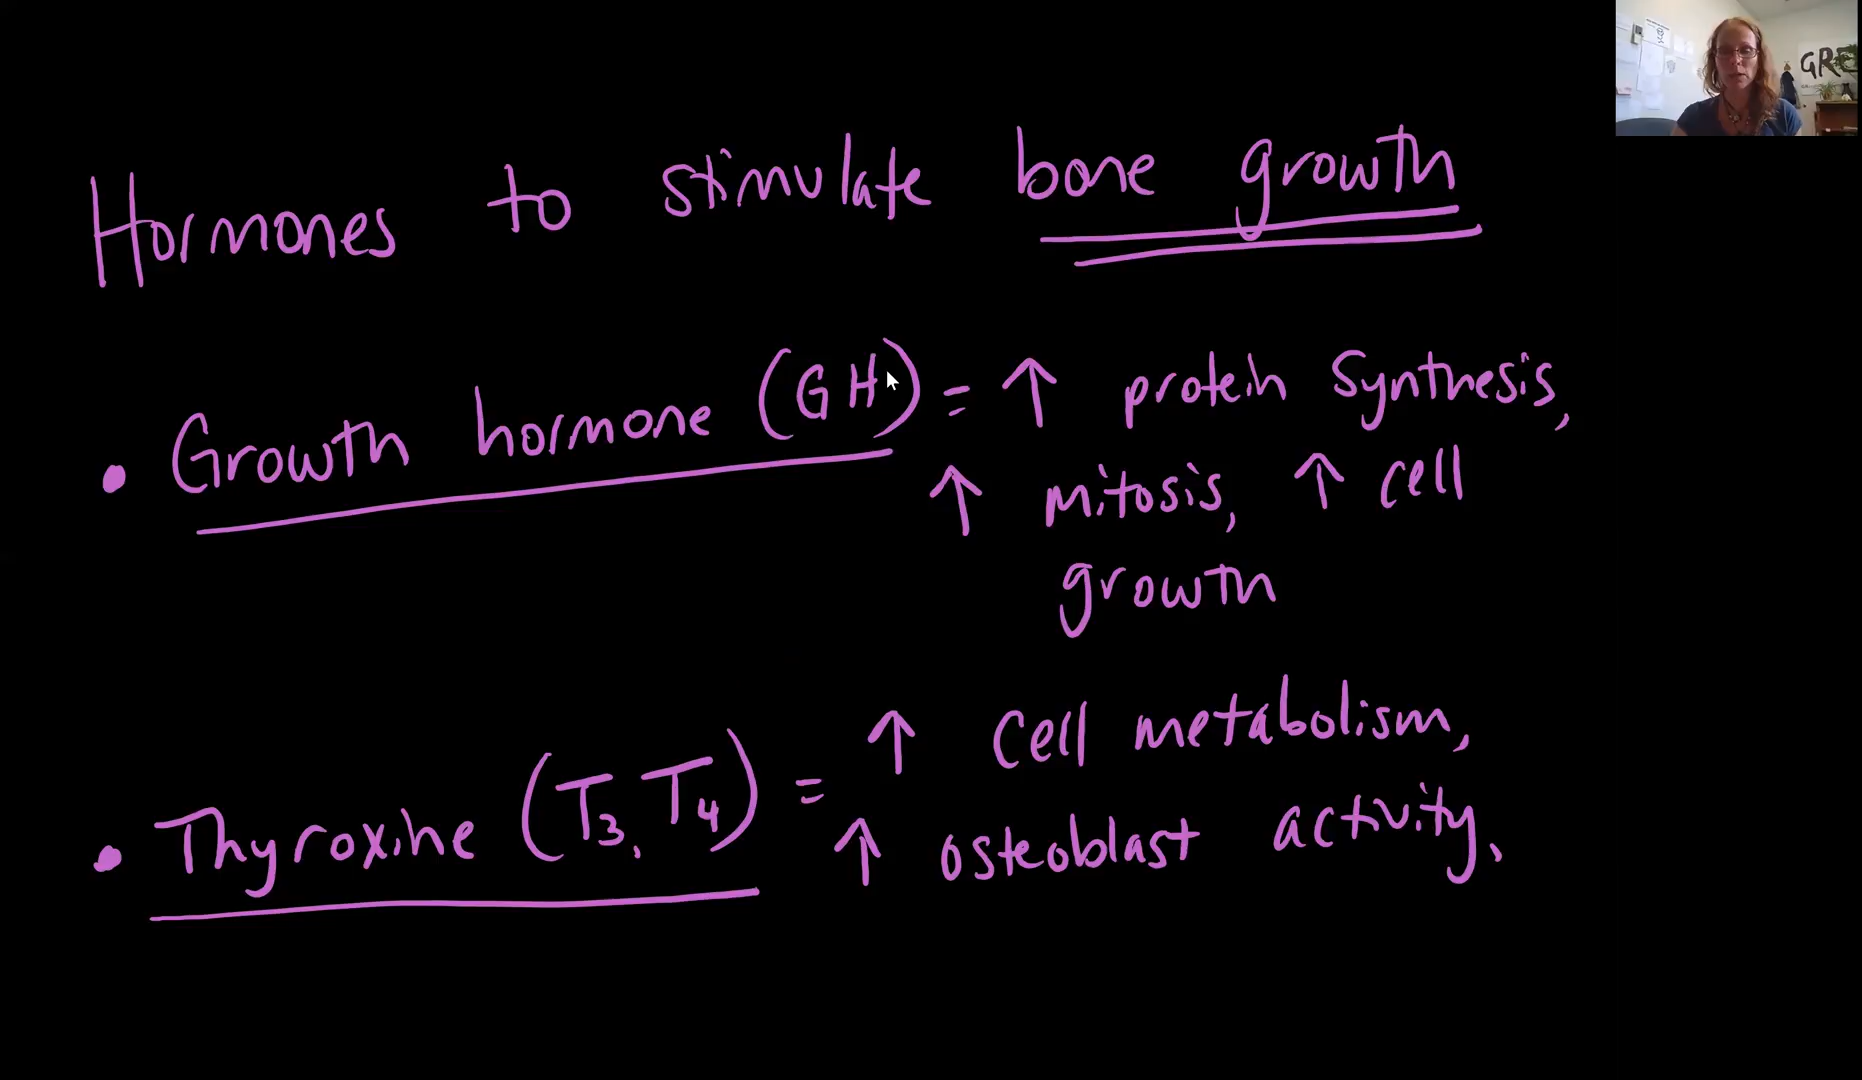 Hormones to stimulate bone growth
• Growth hormone (GH) = ↑ protein synthesis,
↑ mitosis, ↑ cell
growth
• Thyroxine (T3, T4) = ↑ cell metabolism,
↑ osteoblast activity,
GRE